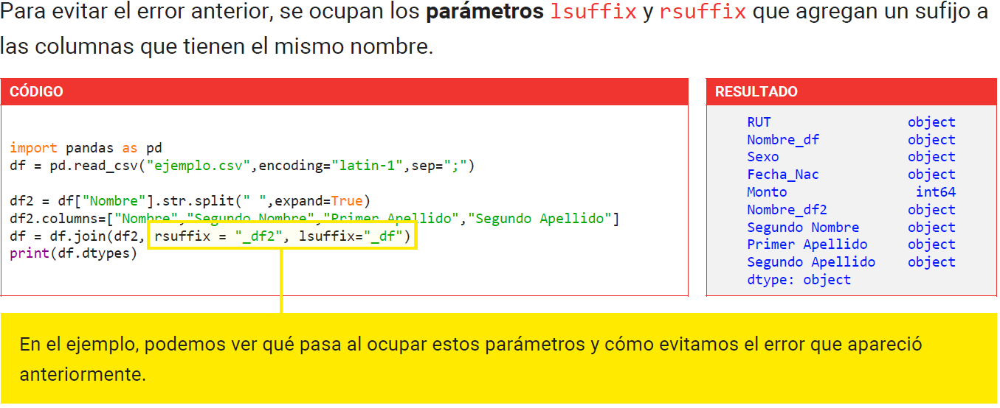 Para evitar el error anterior, se ocupan los parámetros lsuffix y rsuffix que agregan un sufijo a
las columnas que tienen el mismo nombre.
CÓDIGO
import pandas as pd
df = pd.read_csv("ejemplo.csv",encoding="latin-1",sep=";")
df2 = df["Nombre"].str.split(" ",expand=True)
df2.columns=["Nombre","Segundo Nombre","Primer Apellido","Segundo Apellido"]
df = df.join(df2, rsuffix = "_df2", lsuffix="_df")
print(df.dtypes)
RESULTADO
RUT object
Nombre_df object
Sexo object
Fecha_Nac object
Monto int64
Nombre_df2 object
Segundo Nombre object
Primer Apellido object
Segundo Apellido object
dtype: object
En el ejemplo, podemos ver qué pasa al ocupar estos parámetros y cómo evitamos el error que apareció
anteriormente.